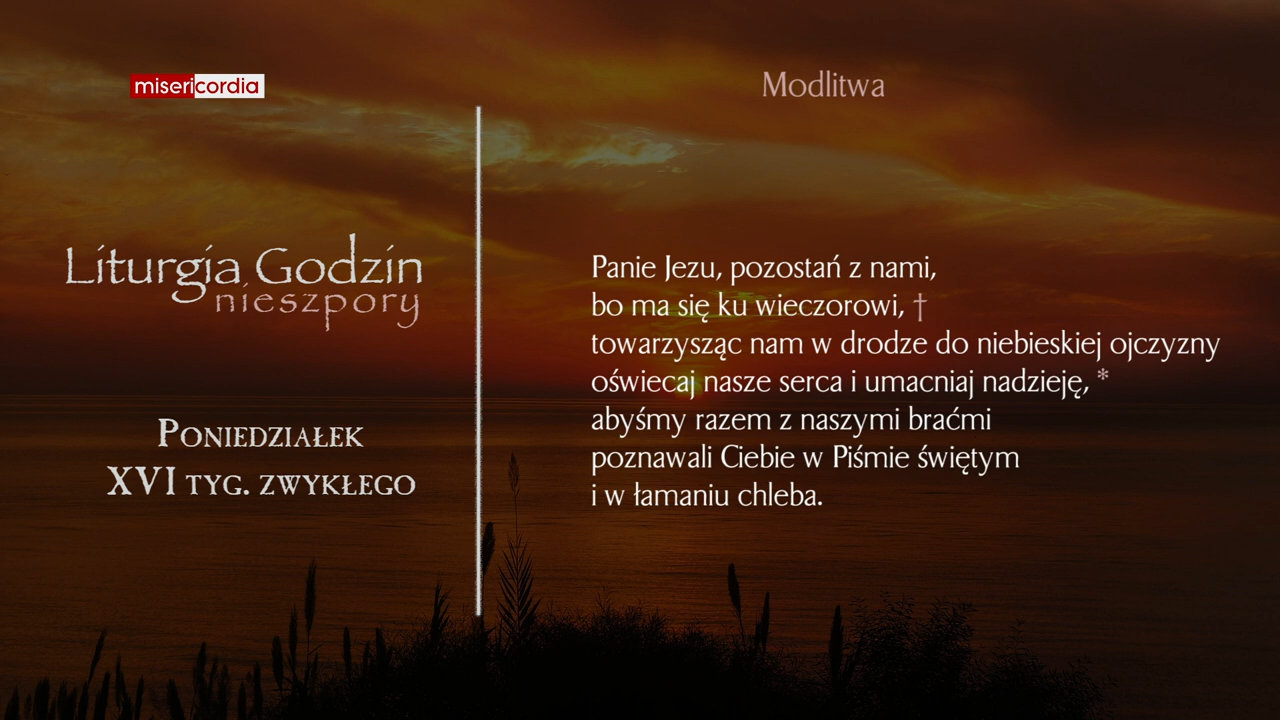 misericordia
Modlitwa
Liturgia Godzin
nieszpory
Poniedziałek
XVI tyg. zwykłego
Panie Jezu, pozostań z nami,
bo ma się ku wieczorowi, †
towarzysząc nam w drodze do niebieskiej ojczyzny
oświecaj nasze serca i umacniaj nadzieję, *
abyśmy razem z naszymi braćmi
poznawali Ciebie w Piśmie świętym
i w łamaniu chleba.